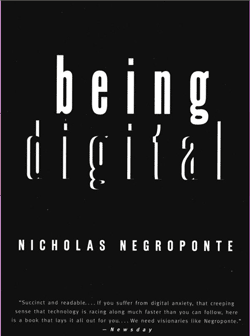 being
digital
NICHOLAS NEGROPONTE
"Succinct and readable.... If you suffer from digital anxiety, that creeping
sense that technology is racing along much faster than you can follow, here
is a book that lays it all out for you.... We need visionaries like Negroponte."
— Newsday